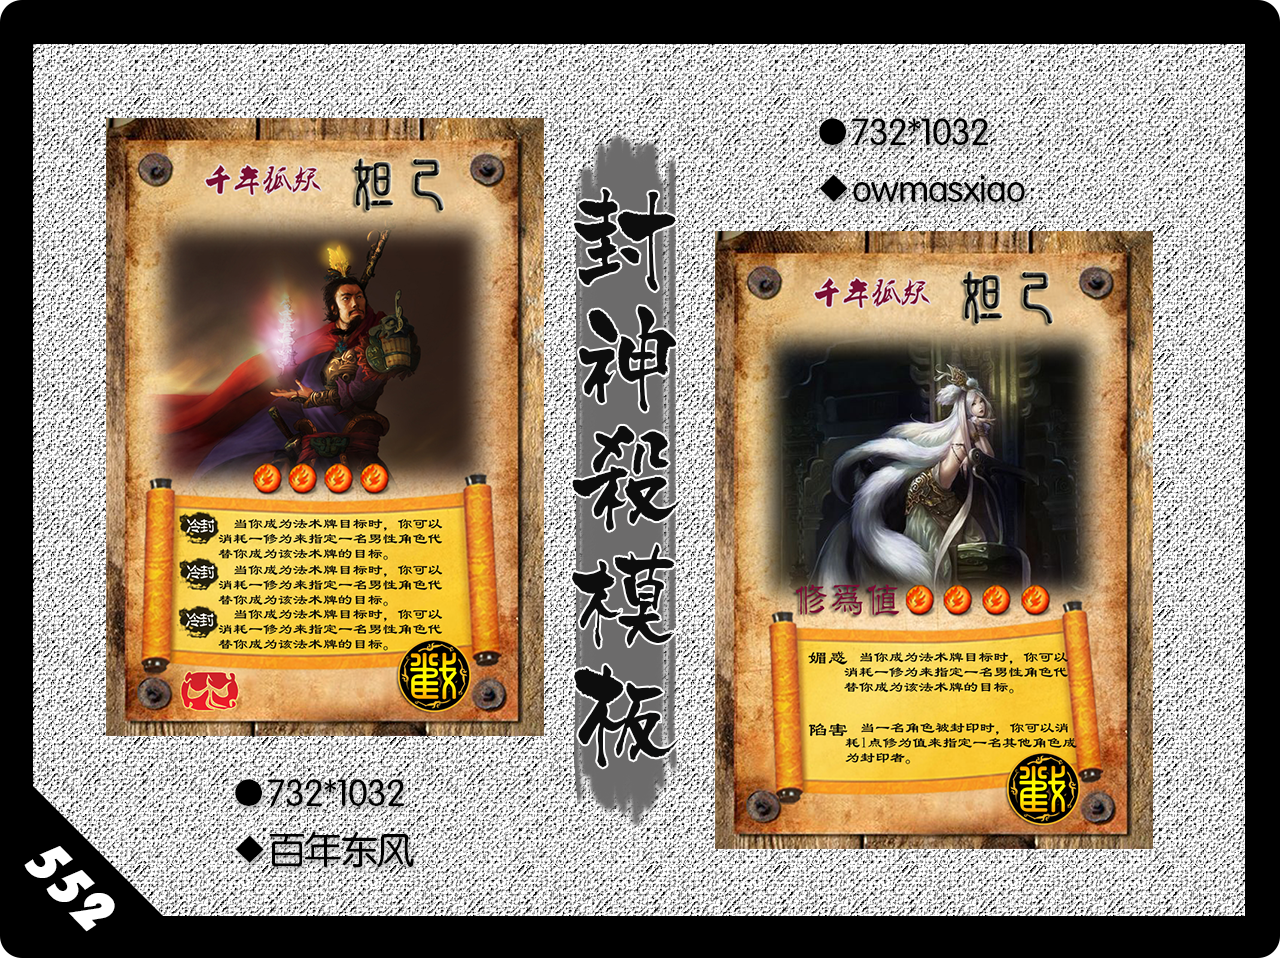 千年狐妖 妲己
冷封 当你成为法术牌目标时，你可以
消耗一修为来指定一名男性角色代
替你成为该法术牌的目标。
冷封 当你成为法术牌目标时，你可以
消耗一修为来指定一名男性角色代
替你成为该法术牌的目标。
冷封 当你成为法术牌目标时，你可以
消耗一修为来指定一名男性角色代
替你成为该法术牌的目标。
●732*1032
◆百年东风
封神殺模板
●732*1032
◆owmasxiao
千年狐妖 妲己
修爲值
媚惑 当你成为法术牌目标时，你可以
消耗一修为来指定一名男性角色代
替你成为该法术牌的目标。
陷害 当一名角色被封印时，你可以消
耗1点修为值来指定一名其他角色成
为封印者。
552